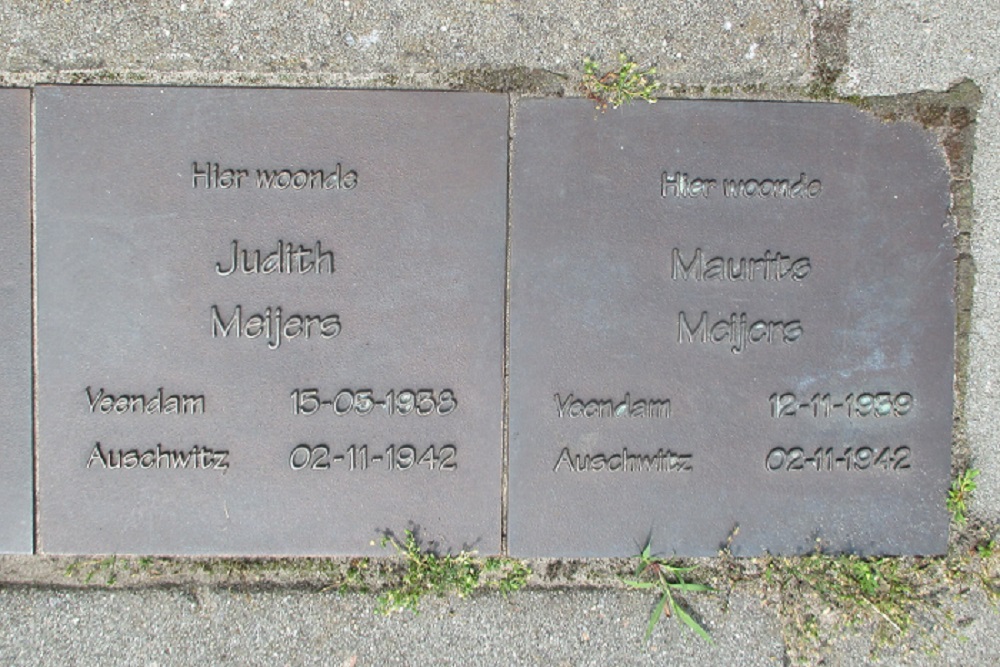 Hier woonde
Judith
Meijers
Veendam 15-05-1938
Auschwitz 02-11-1942
Hier woonde
Maurits
Meijers
Veendam 12-11-1939
Auschwitz 02-11-1942